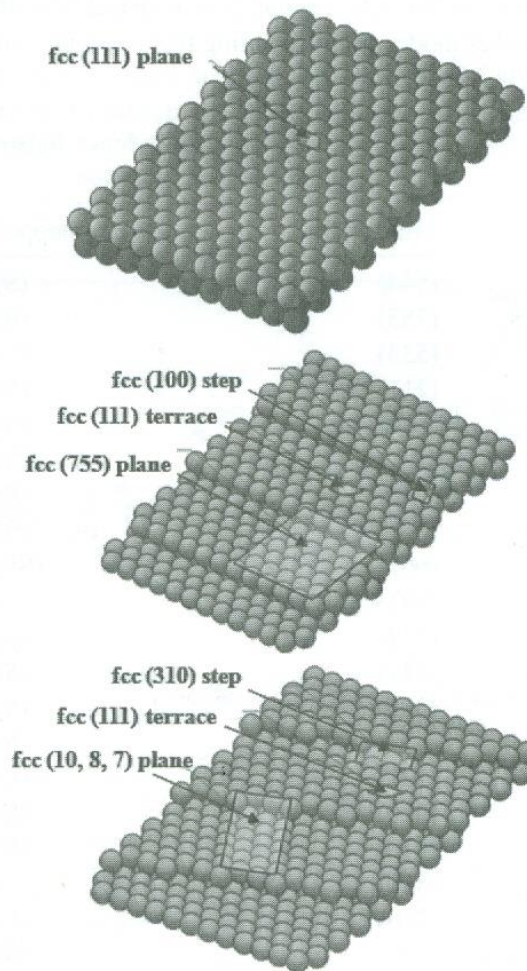 fcc (111) plane
fcc (100) step
fcc (111) terrace
fcc (755) plane
fcc (310) step
fcc (111) terrace
fcc (10, 8, 7) plane